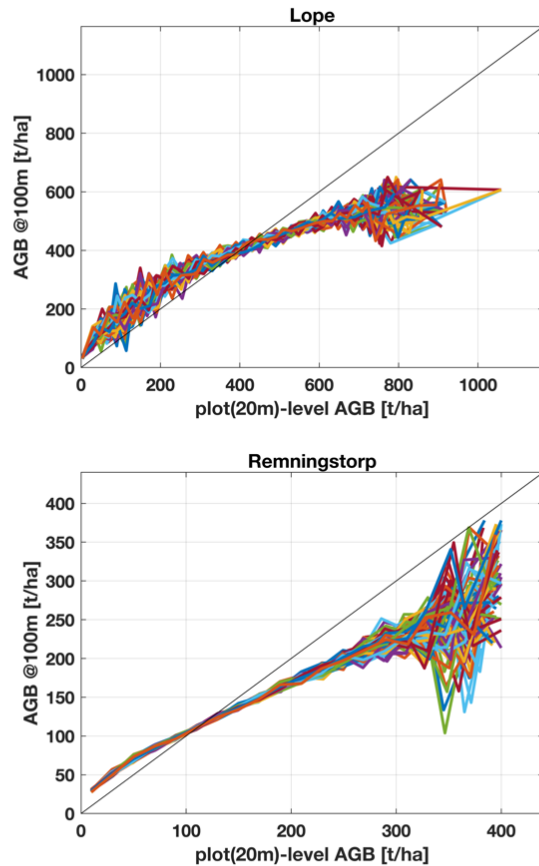 Lope
1000
800
600
400
200
0
AGB @100m [t/ha]
0 200 400 600 800 1000
plot(20m)-level AGB [t/ha]
Remningstorp
400
350
300
250
200
150
100
50
0
AGB @100m [t/ha]
0 100 200 300 400
plot(20m)-level AGB [t/ha]